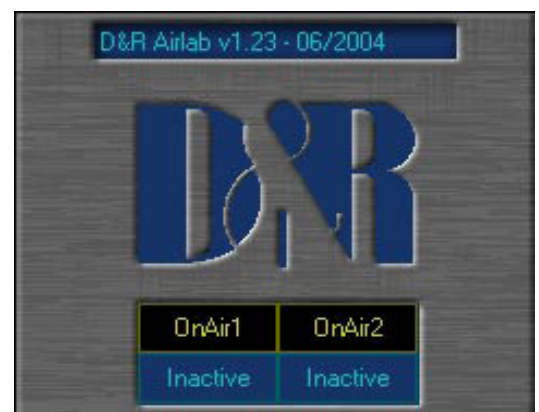 D&R Airlab v1.23 - 06/2004
D&R
OnAir1 OnAir2
Inactive Inactive